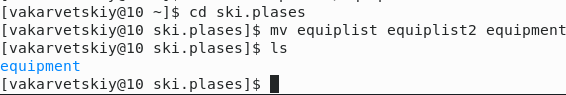 [vakarvetskiy@10 ~]$ cd ski.plases
[vakarvetskiy@10 ski.plases]$ mv equiplist equiplist2 equipment
[vakarvetskiy@10 ski.plases]$ ls
equipment
[vakarvetskiy@10 ski.plases]$